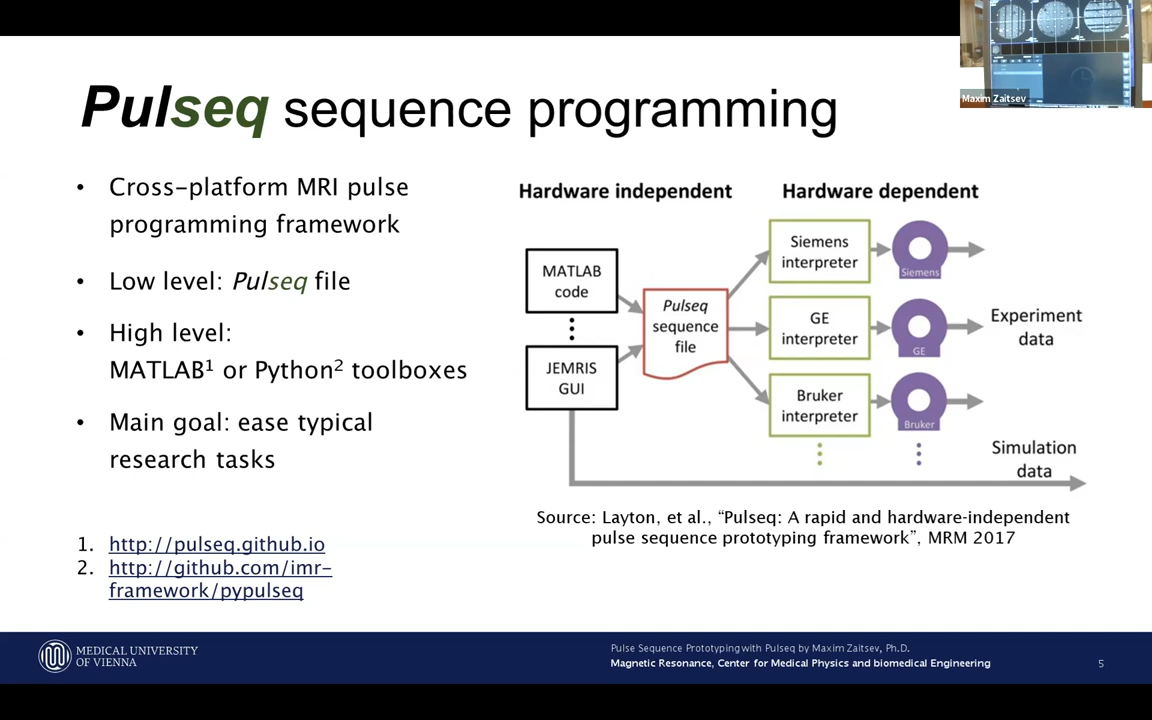 Maxim Zaitsev
Pulseq sequence programming
• Cross-platform MRI pulse
programming framework
• Low level: Pulseq file
• High level:
MATLAB¹ or Python² toolboxes
• Main goal: ease typical
research tasks
1. http://pulseq.github.io
2. http://github.com/imr-
framework/pypulseq
Hardware independent
Hardware dependent
MATLAB
code
JEMRIS
GUI
Pulseq
sequence
file
Siemens
interpreter
Siemens
GE
interpreter
GE
Bruker
interpreter
Bruker
Experiment
data
Simulation
data
Source: Layton, et al., “Pulseq: A rapid and hardware-independent
pulse sequence prototyping framework”, MRM 2017
MEDICAL UNIVERSITY
OF VIENNA
Pulse Sequence Prototyping with Pulseq by Maxim Zaitsev, Ph.D.
Magnetic Resonance, Center for Medical Physics and biomedical Engineering
5